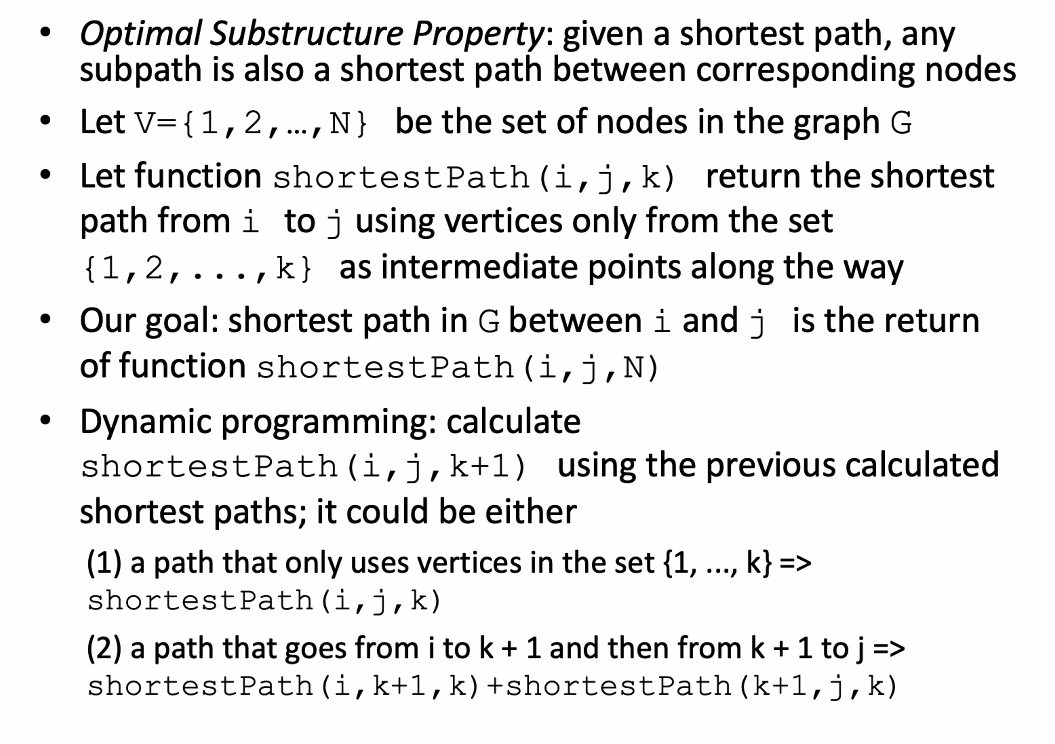 • Optimal Substructure Property: given a shortest path, any
subpath is also a shortest path between corresponding nodes
• Let V={1,2,…,N} be the set of nodes in the graph G
• Let function shortestPath(i,j,k) return the shortest
path from i to j using vertices only from the set
{1,2,...,k} as intermediate points along the way
• Our goal: shortest path in G between i and j is the return
of function shortestPath(i,j,N)
• Dynamic programming: calculate
shortestPath(i,j,k+1) using the previous calculated
shortest paths; it could be either
(1) a path that only uses vertices in the set {1, ..., k} =>
shortestPath(i,j,k)
(2) a path that goes from i to k + 1 and then from k + 1 to j =>
shortestPath(i,k+1,k)+shortestPath(k+1,j,k)